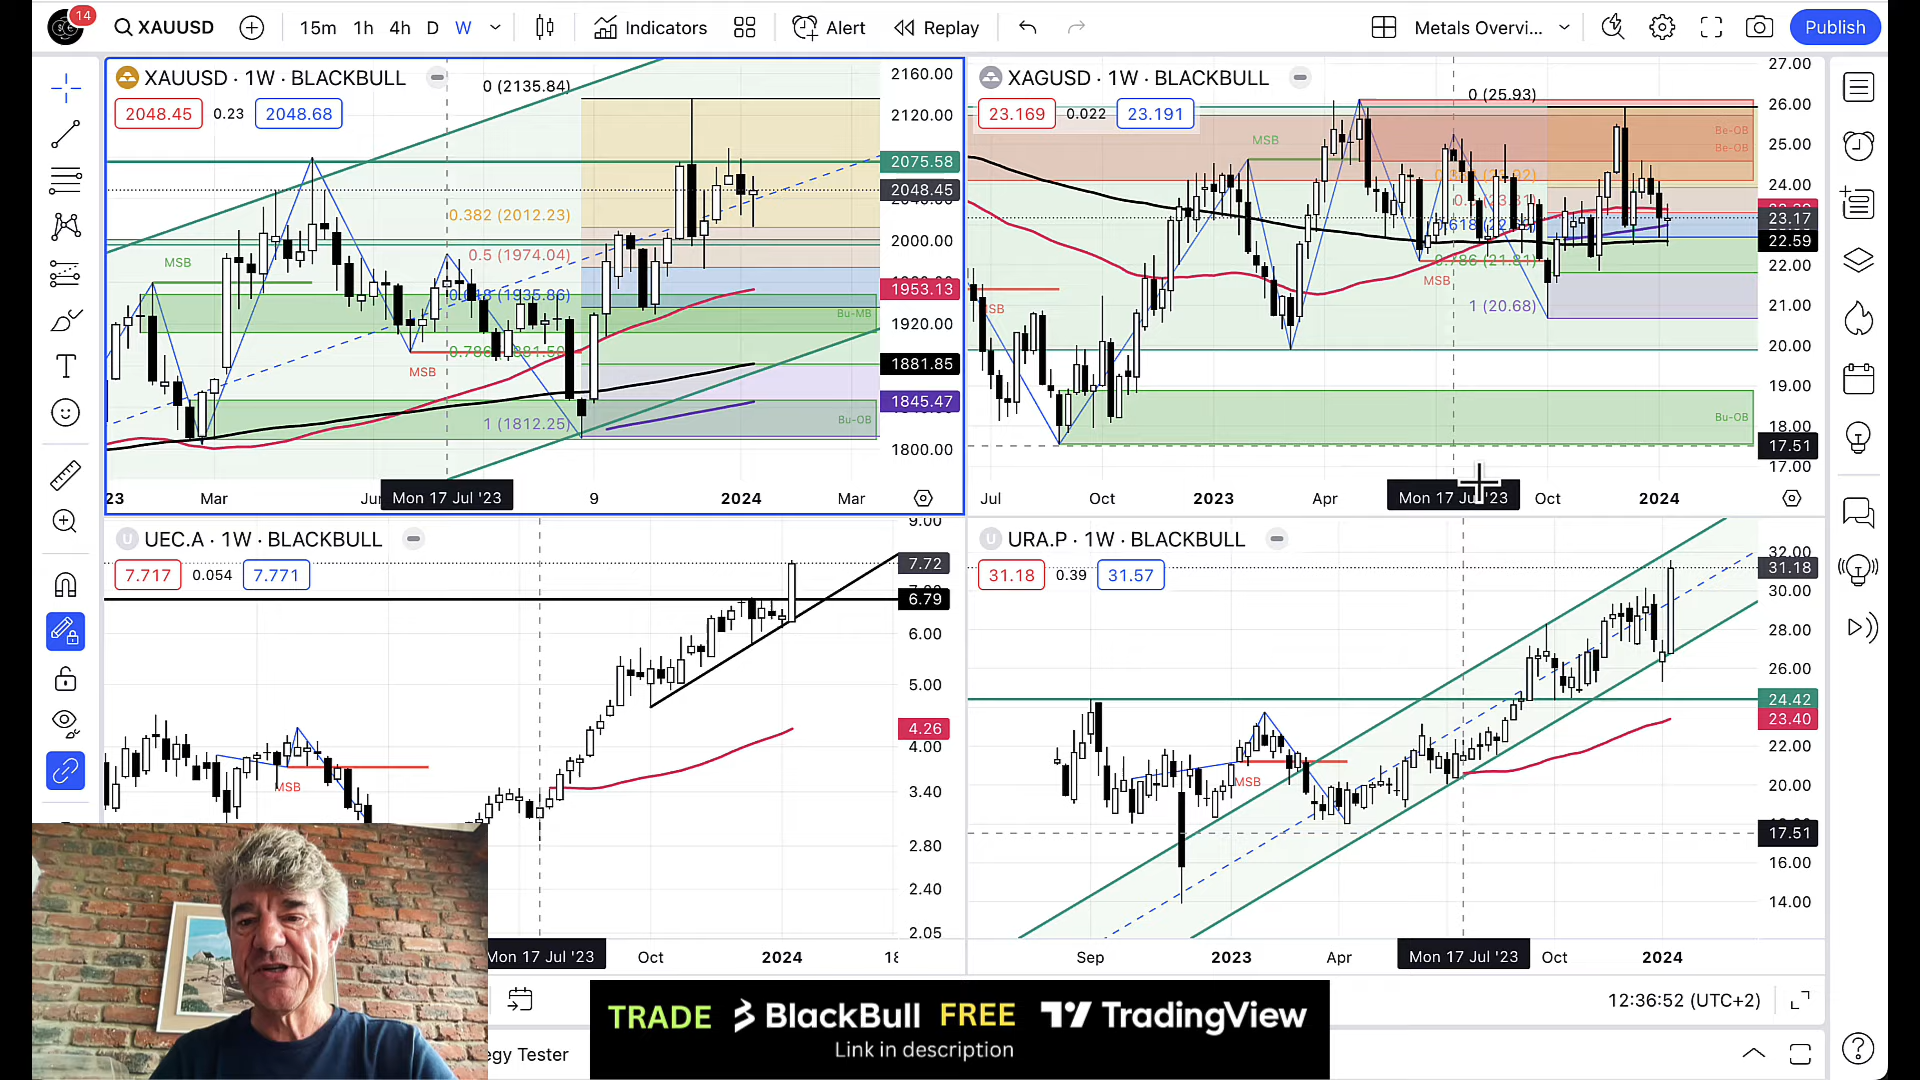 14
XAUUSD
15m 1h 4h D W
Indicators
Alert
Replay
Metals Overvi...
Publish
XAUUSD · 1W · BLACKBULL
2048.45 0.23 2048.68
0 (2135.84)
0.382 (2012.23)
0.5 (1974.04)
0.618 (1935.86)
1 (1812.25)
MSB
MSB
Bu-MB
Bu-OB
2160.00
2120.00
2075.58
2048.45
2000.00
1953.13
1920.00
1881.85
1845.47
1800.00
23 Mar Mon 17 Jul '23 9 2024 Mar
XAGUSD · 1W · BLACKBULL
23.169 0.022 23.191
0 (25.93)
MSB
Be-OB
Be-OB
0.786 (21.81)
MSB
1 (20.68)
Bu-OB
27.00
26.00
25.00
24.00
23.17
22.59
22.00
21.00
20.00
19.00
18.00
17.51
17.00
Jul Oct 2023 Apr Mon 17 Jul '23 Oct 2024
UEC.A · 1W · BLACKBULL
7.717 0.054 7.771
MSB
9.00
7.72
6.79
6.00
5.00
4.26
4.00
3.40
2.80
2.40
2.05
Mon 17 Jul '23 Oct 2024
URA.P · 1W · BLACKBULL
31.18 0.39 31.57
MSB
32.00
31.18
30.00
28.00
26.00
24.42
23.40
22.00
20.00
17.51
16.00
14.00
Sep 2023 Apr Mon 17 Jul '23 Oct 2024
12:36:52 (UTC+2)
egy Tester
TRADE BlackBull FREE TradingView
Link in description